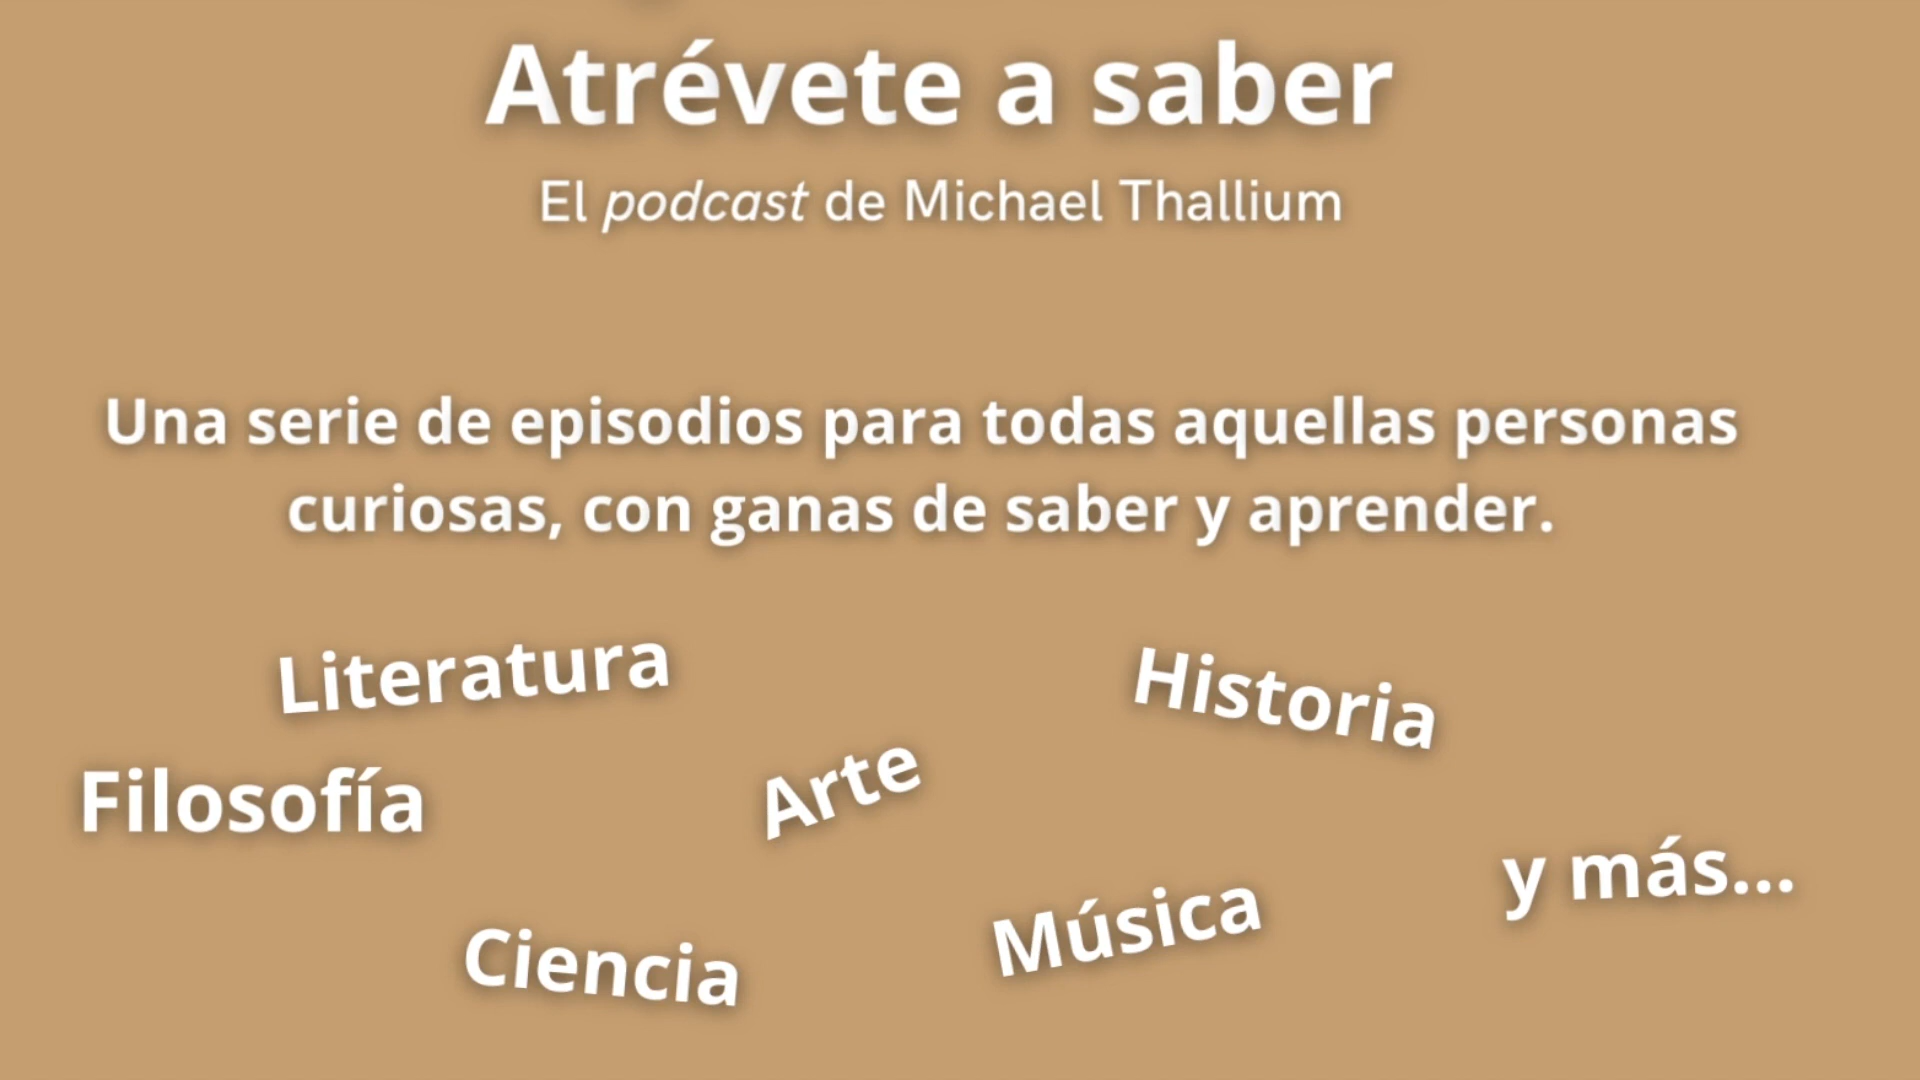 Atrévete a saber
El podcast de Michael Thallium
Una serie de episodios para todas aquellas personas
curiosas, con ganas de saber y aprender.
Literatura
Historia
Filosofía
Arte
y más...
Ciencia
Música